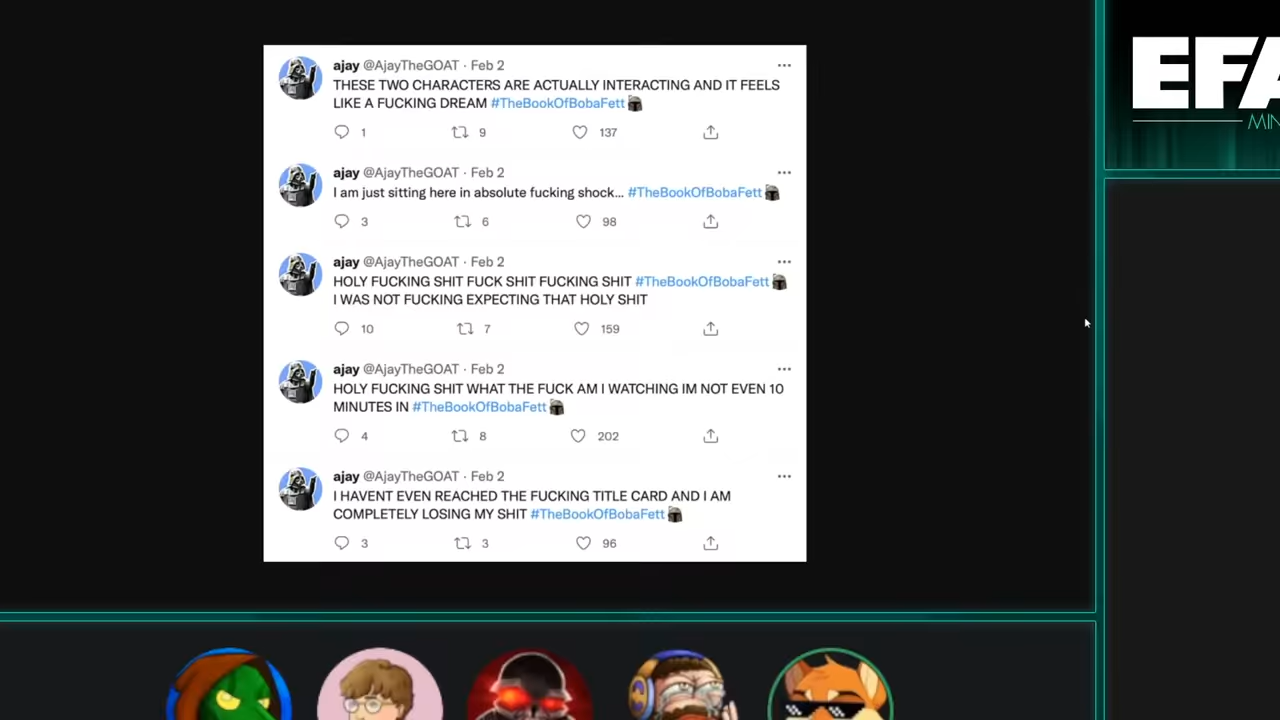 EFA
MIN
ajay @AjayTheGOAT · Feb 2
THESE TWO CHARACTERS ARE ACTUALLY INTERACTING AND IT FEELS
LIKE A FUCKING DREAM #TheBookOfBobaFett
1 9 137
ajay @AjayTheGOAT · Feb 2
I am just sitting here in absolute fucking shock... #TheBookOfBobaFett
3 6 98
ajay @AjayTheGOAT · Feb 2
HOLY FUCKING SHIT FUCK SHIT FUCKING SHIT #TheBookOfBobaFett
I WAS NOT FUCKING EXPECTING THAT HOLY SHIT
10 7 159
ajay @AjayTheGOAT · Feb 2
HOLY FUCKING SHIT WHAT THE FUCK AM I WATCHING IM NOT EVEN 10
MINUTES IN #TheBookOfBobaFett
4 8 202
ajay @AjayTheGOAT · Feb 2
I HAVENT EVEN REACHED THE FUCKING TITLE CARD AND I AM
COMPLETELY LOSING MY SHIT #TheBookOfBobaFett
3 3 96